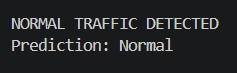 NORMAL TRAFFIC DETECTED
Prediction: Normal